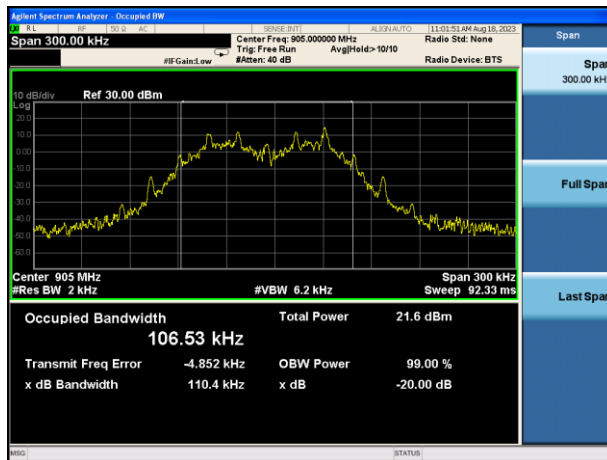 Agilent Spectrum Analyzer - Occupied BW
RL RF 50 Ω AC SENSE:INT ALIGN AUTO 11:01:51 AM Aug 18, 2023
Span 300.00 kHz Center Freq: 905.000000 MHz Radio Std: None
Trig: Free Run Avg|Hold:> 10/10
#IFGain:Low #Atten: 40 dB Radio Device: BTS
Span
Span
300.00 kHz
10 dB/div Ref 30.00 dBm
Log
20.0
10.0
0.00
-10.0
-20.0
-30.0
-40.0
-50.0
-60.0
Full Span
Center 905 MHz Span 300 kHz
#Res BW 2 kHz #VBW 6.2 kHz Sweep 92.33 ms
Last Span
Occupied Bandwidth Total Power 21.6 dBm
106.53 kHz
Transmit Freq Error -4.852 kHz OBW Power 99.00 %
x dB Bandwidth 110.4 kHz x dB -20.00 dB
MSG STATUS